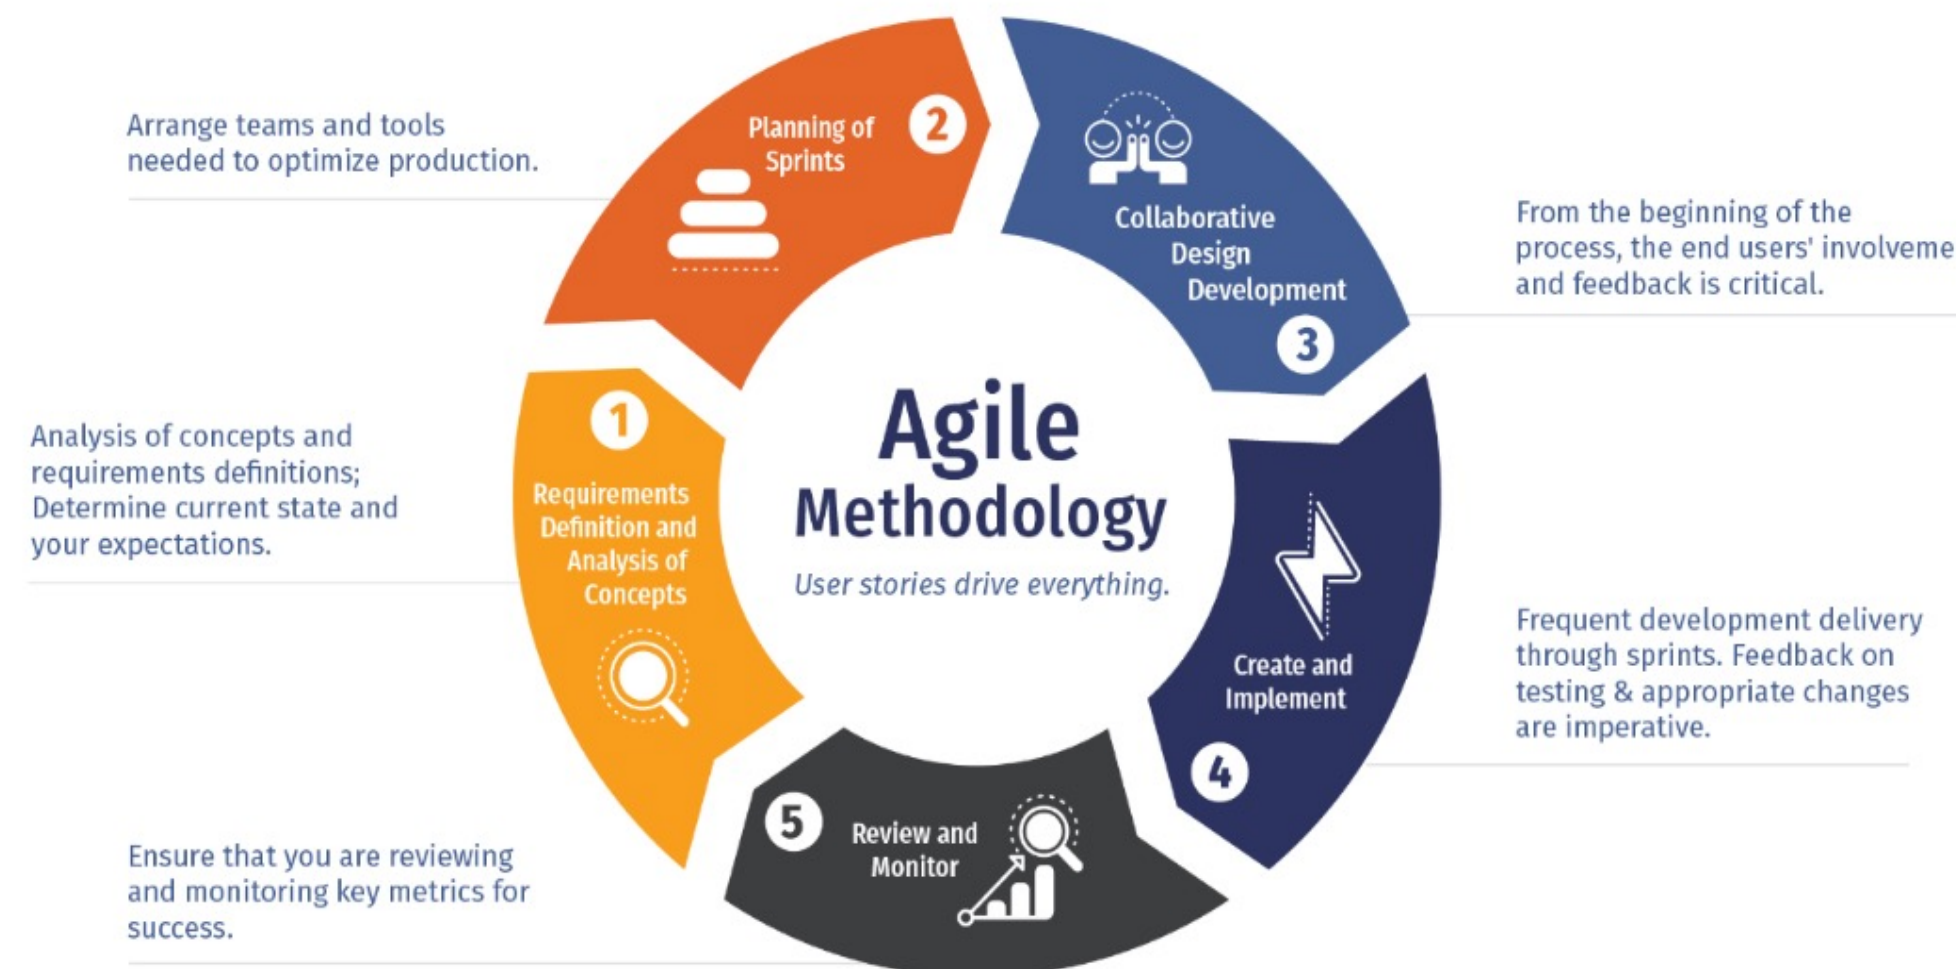 Arrange teams and tools
needed to optimize production.
Planning of
Sprints
2
Collaborative
Design
Development
3
From the beginning of the
process, the end users' involveme
and feedback is critical.
Analysis of concepts and
requirements definitions;
Determine current state and
your expectations.
1
Requirements
Definition and
Analysis of
Concepts
Agile
Methodology
User stories drive everything.
Create and
Implement
4
Frequent development delivery
through sprints. Feedback on
testing & appropriate changes
are imperative.
5
Review and
Monitor
Ensure that you are reviewing
and monitoring key metrics for
success.